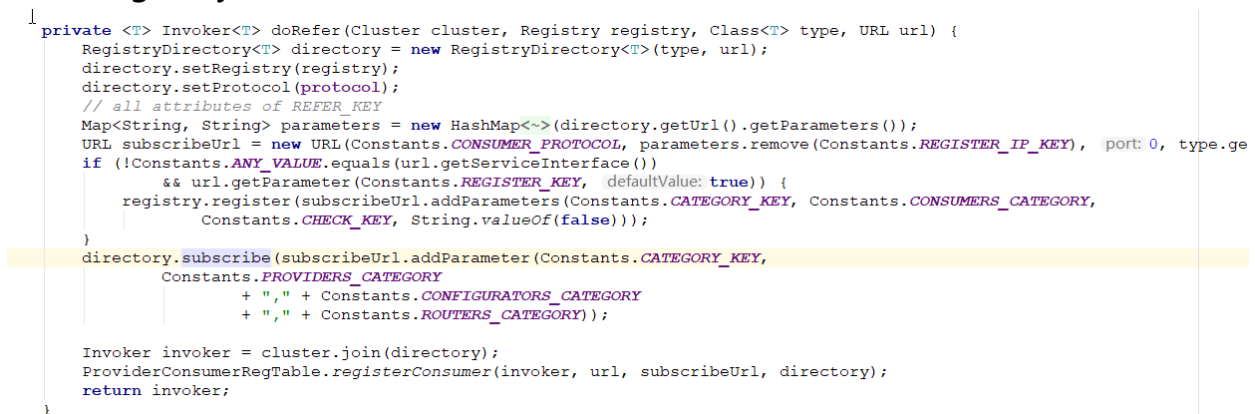 private <T> Invoker<T> doRefer(Cluster cluster, Registry registry, Class<T> type, URL url) {
RegistryDirectory<T> directory = new RegistryDirectory<T>(type, url);
directory.setRegistry(registry);
directory.setProtocol(protocol);
// all attributes of REFER_KEY
Map<String, String> parameters = new HashMap<~>(directory.getUrl().getParameters());
URL subscribeUrl = new URL(Constants.CONSUMER_PROTOCOL, parameters.remove(Constants.REGISTER_IP_KEY), port: 0, type.ge
if (!Constants.ANY_VALUE.equals(url.getServiceInterface())
&& url.getParameter(Constants.REGISTER_KEY, defaultValue: true)) {
registry.register(subscribeUrl.addParameters(Constants.CATEGORY_KEY, Constants.CONSUMERS_CATEGORY,
Constants.CHECK_KEY, String.valueOf(false)));
}
directory.subscribe(subscribeUrl.addParameter(Constants.CATEGORY_KEY,
Constants.PROVIDERS_CATEGORY
+ "," + Constants.CONFIGURATORS_CATEGORY
+ "," + Constants.ROUTERS_CATEGORY));
Invoker invoker = cluster.join(directory);
ProviderConsumerRegTable.registerConsumer(invoker, url, subscribeUrl, directory);
return invoker;
}